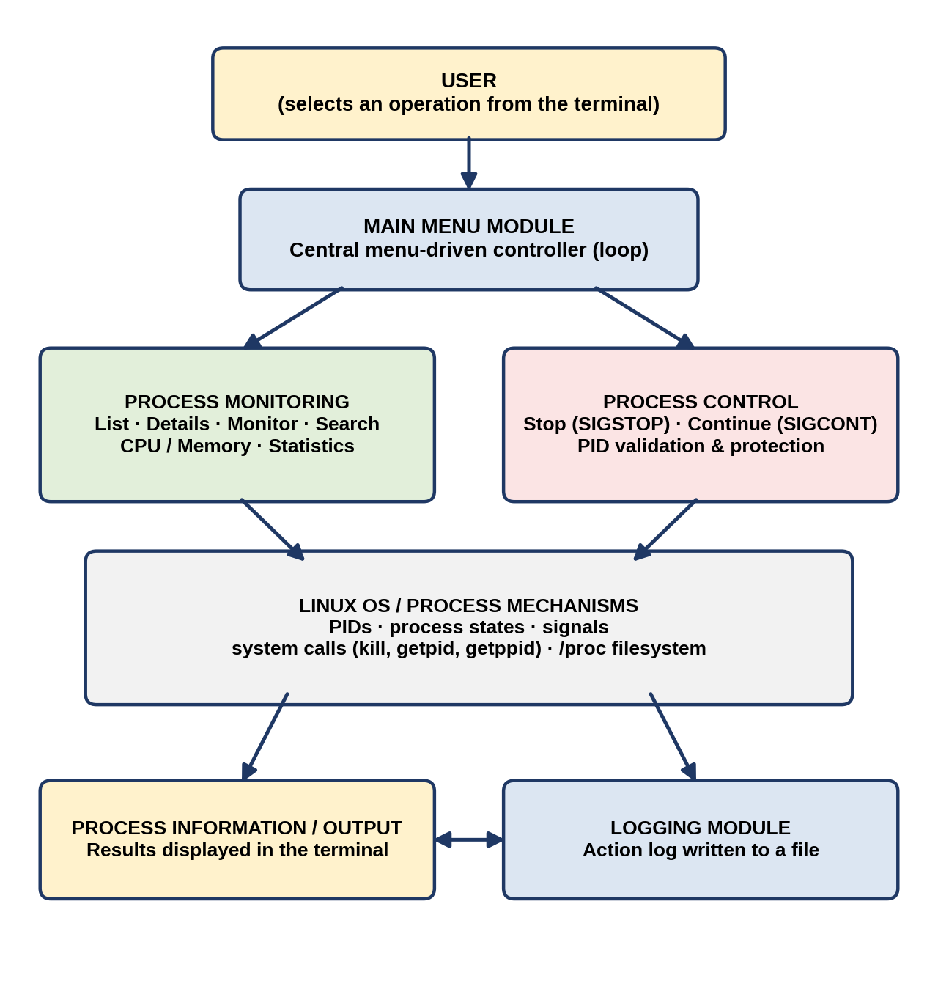 USER
(selects an operation from the terminal)
MAIN MENU MODULE
Central menu-driven controller (loop)
PROCESS MONITORING
List · Details · Monitor · Search
CPU / Memory · Statistics
PROCESS CONTROL
Stop (SIGSTOP) · Continue (SIGCONT)
PID validation & protection
LINUX OS / PROCESS MECHANISMS
PIDs · process states · signals
system calls (kill, getpid, getppid) · /proc filesystem
PROCESS INFORMATION / OUTPUT
Results displayed in the terminal
LOGGING MODULE
Action log written to a file